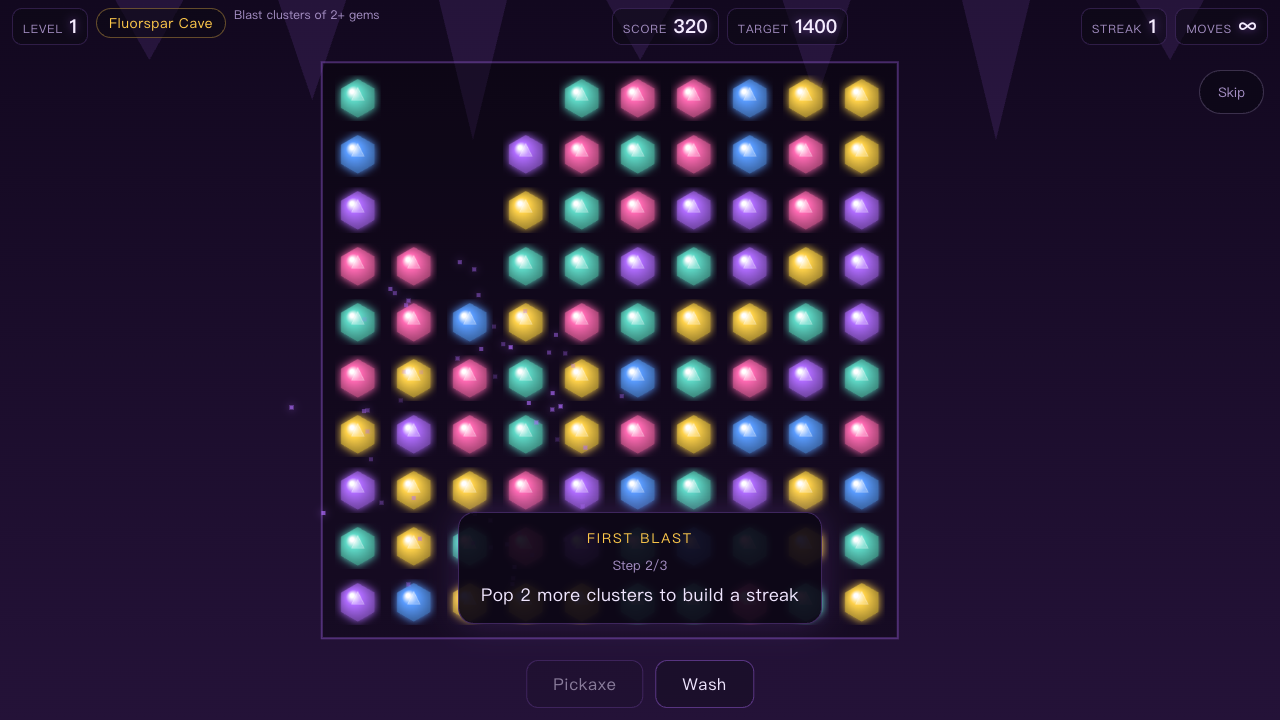 LEVEL 1
Fluorspar Cave
Blast clusters of 2+ gems
SCORE 320
TARGET 1400
STREAK 1
MOVES ∞
Skip
FIRST BLAST
Step 2/3
Pop 2 more clusters to build a streak
Pickaxe
Wash